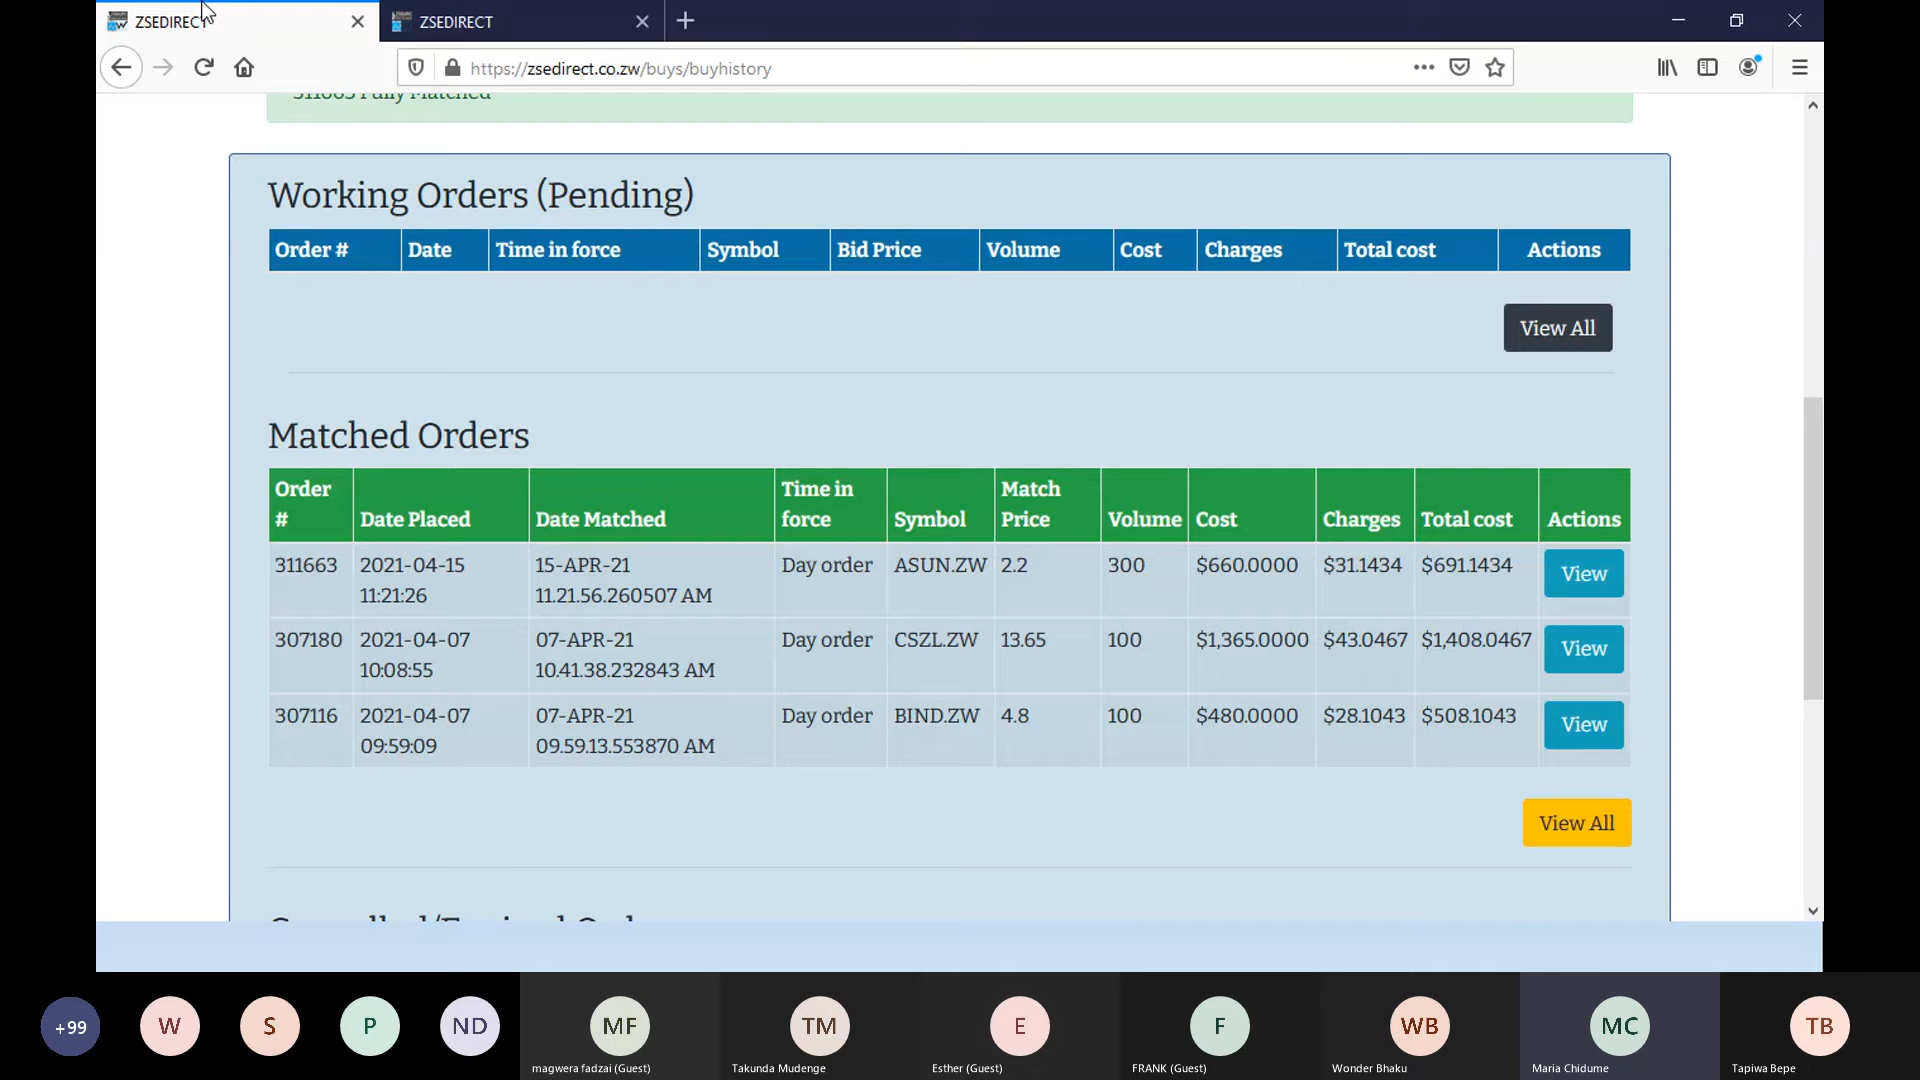 ZSEDIRECT
ZSEDIRECT
https://zsedirect.co.zw/buys/buyhistory
311663 Fully Matched
Working Orders (Pending)
Order # Date Time in force Symbol Bid Price Volume Cost Charges Total cost Actions
View All
Matched Orders
Order # Date Placed Date Matched Time in force Symbol Match Price Volume Cost Charges Total cost Actions
311663 2021-04-15 11:21:26 15-APR-21 11.21.56.260507 AM Day order ASUN.ZW 2.2 300 $660.0000 $31.1434 $691.1434 View
307180 2021-04-07 10:08:55 07-APR-21 10.41.38.232843 AM Day order CSZL.ZW 13.65 100 $1,365.0000 $43.0467 $1,408.0467 View
307116 2021-04-07 09:59:09 07-APR-21 09.59.13.553870 AM Day order BIND.ZW 4.8 100 $480.0000 $28.1043 $508.1043 View
View All
+99 W S P ND MF TM E F WB MC TB
magwera fadzai (Guest) Takunda Mudenge Esther (Guest) FRANK (Guest) Wonder Bhaku Maria Chidume Tapiwa Bepe